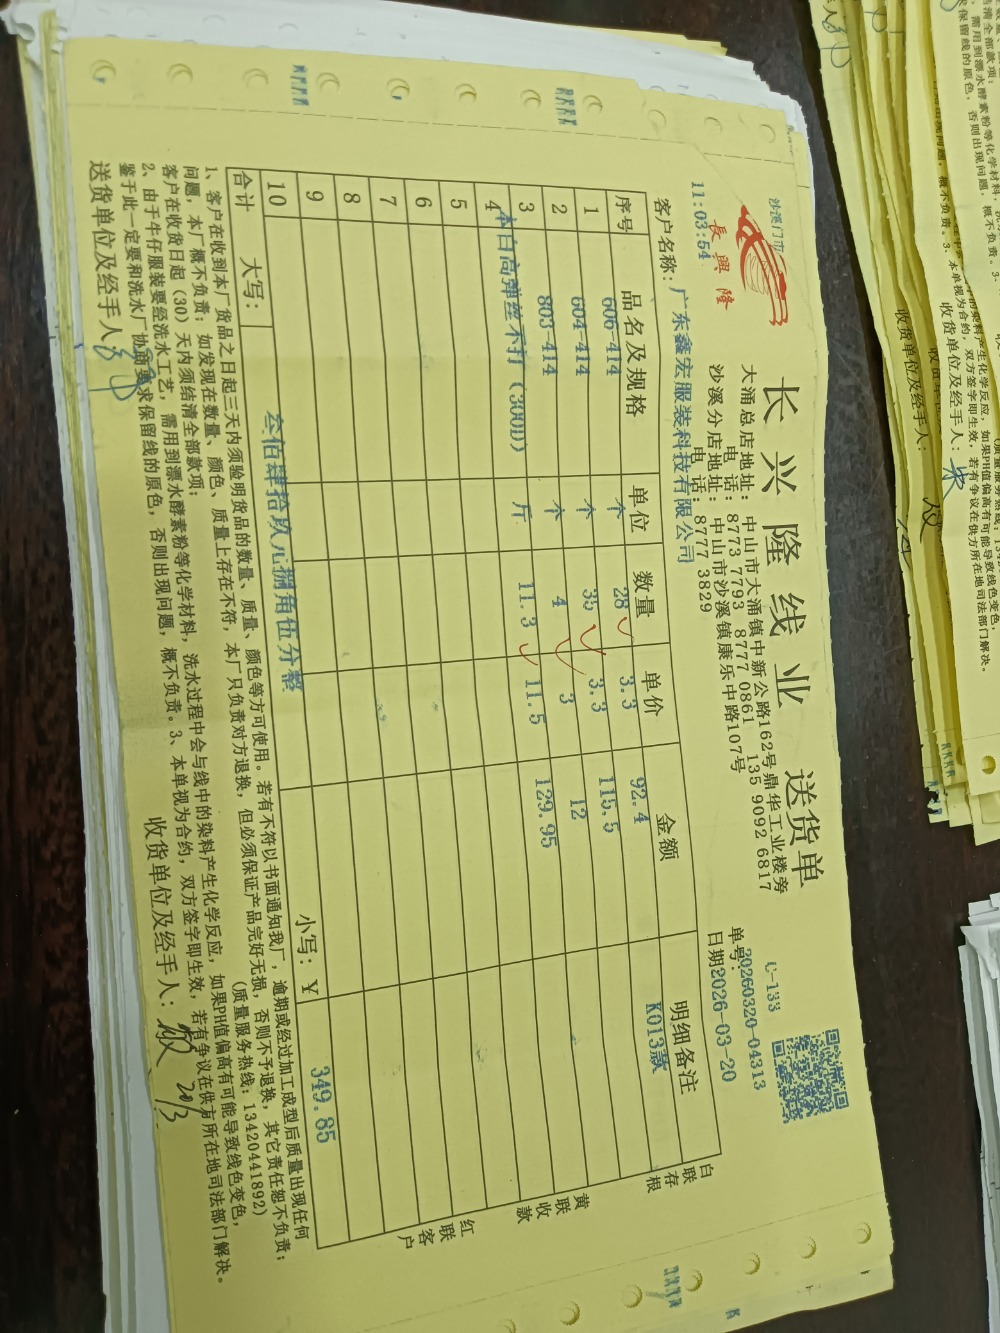 沙溪门市
C-133
長興隆
长兴隆线业 送货单
大涌总店地址: 中山市大涌镇中新公路162号鼎华工业楼旁
电话: 8773 7793 8777 0861 135 9092 6817
沙溪分店地址: 中山市沙溪镇康乐中路107号
电话: 8777 3829
单号: 20260320-04313
11:03:54
日期2026-03-20
客户名称: 广东鑫宏服装科技有限公司
序号 品名及规格 单位 数量 单价 金额 明细备注
1 606-414 个 28 3.3 92.4 K013款
2 604-414 个 35 3.3 115.5
3 803-414 个 4 3 12
4 本白高弹丝不打(300D) 斤 11.3 11.5 129.95
5
6
7
8
9
10
合计 大写: 叁佰肆拾玖元捌角伍分整 小写: ¥ 349.85
白联存根
黄联收款
红联客户
1、客户在收到本厂货品之日起三天内须验明货品的数量、质量、颜色等方可使用。若有不符以书面通知我厂,逾期或经过加工成型后质量出现任何
问题,本厂概不负责;如发现在数量、颜色、质量上存在不符,本厂只负责对方退换,但必须保证产品完好无损,否则不予退换,其它责任恕不负责;
客户在收货日起(30)天内须结清全部款项; (质量服务热线:13420441892)
2、由于牛仔服装要经洗水工艺,需用到漂水酵素粉等化学材料,洗水过程中会与线中的染料产生化学反应,如果PH值偏高有可能导致线色变色,
鉴于此一定要和洗水厂协助要求保留线的原色,否则出现问题,概不负责。3、本单视为合约,双方签字即生效,若有争议在供方所在地司法部门解决。
送货单位及经手人: 收货单位及经手人: 20/3